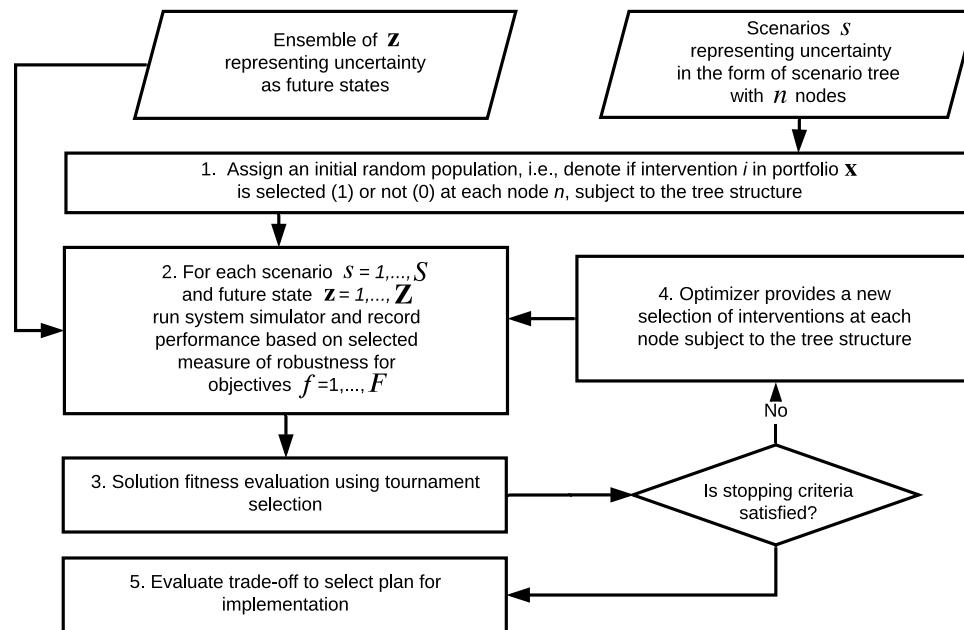 Ensemble of z
representing uncertainty
as future states
Scenarios s
representing uncertainty
in the form of scenario tree
with n nodes
1. Assign an initial random population, i.e., denote if intervention i in portfolio x
is selected (1) or not (0) at each node n, subject to the tree structure
2. For each scenario s = 1,...,S
and future state z = 1,..., Z
run system simulator and record
performance based on selected
measure of robustness for
objectives f =1,..., F
4. Optimizer provides a new
selection of interventions at each
node subject to the tree structure
No
3. Solution fitness evaluation using tournament
selection
Is stopping criteria
satisfied?
5. Evaluate trade-off to select plan for
implementation